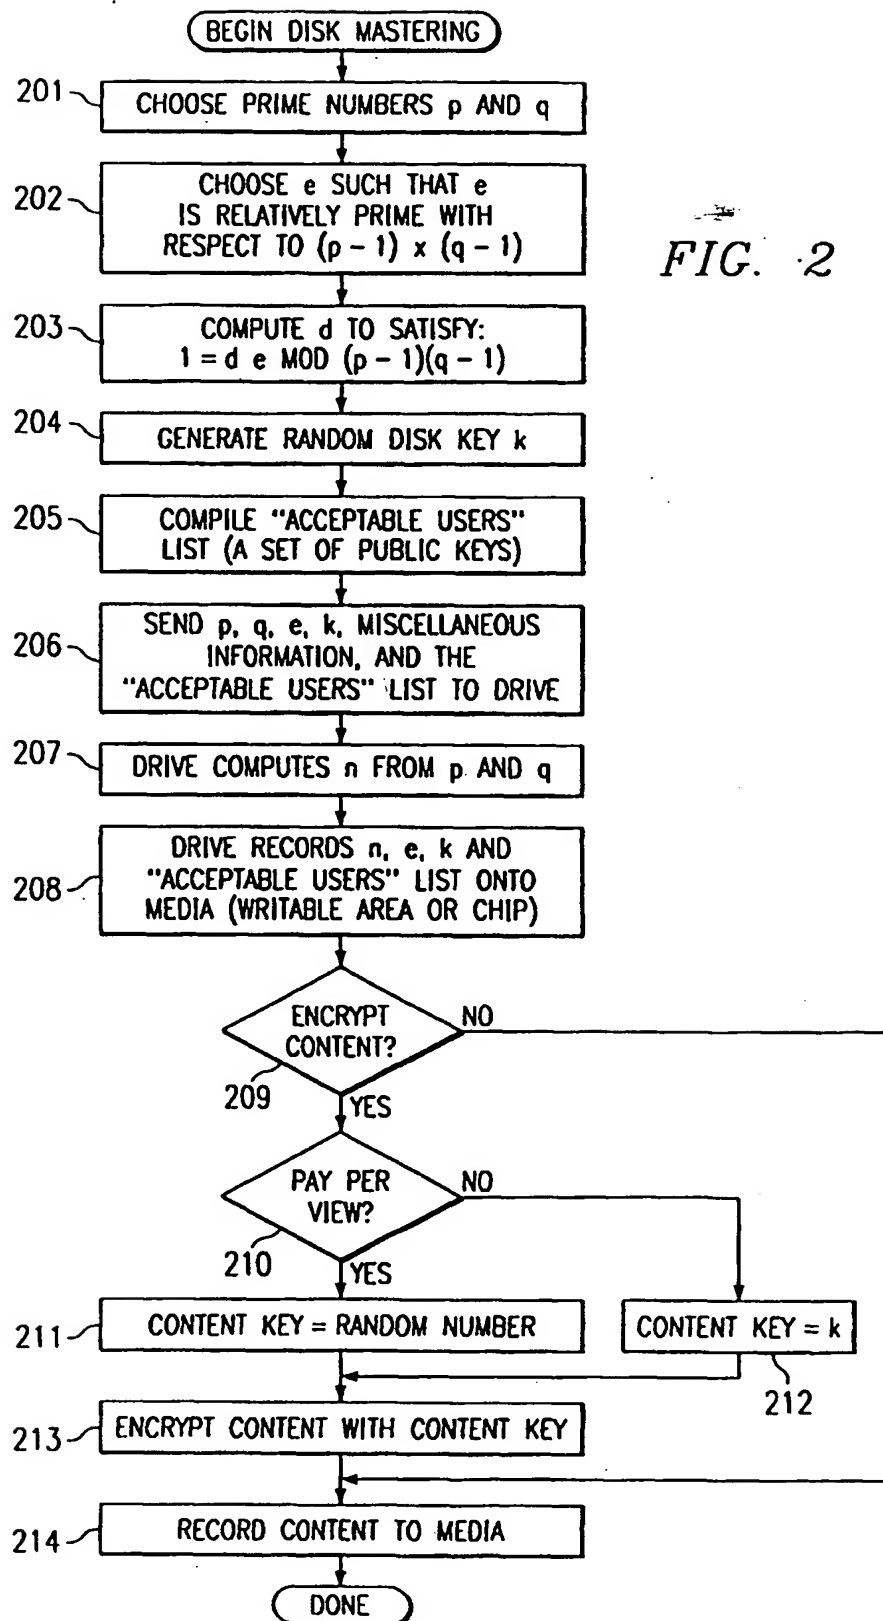 BEGIN DISK MASTERING
201
CHOOSE PRIME NUMBERS p AND q
202
CHOOSE e SUCH THAT e
IS RELATIVELY PRIME WITH
RESPECT TO (p - 1) x (q - 1)
FIG. 2
203
COMPUTE d TO SATISFY:
1 = d e MOD (p - 1)(q - 1)
204
GENERATE RANDOM DISK KEY k
205
COMPILE "ACCEPTABLE USERS"
LIST (A SET OF PUBLIC KEYS)
206
SEND p, q, e, k, MISCELLANEOUS
INFORMATION, AND THE
"ACCEPTABLE USERS" LIST TO DRIVE
207
DRIVE COMPUTES n FROM p AND q
208
DRIVE RECORDS n, e, k AND
"ACCEPTABLE USERS" LIST ONTO
MEDIA (WRITABLE AREA OR CHIP)
ENCRYPT
CONTENT?
NO
209
YES
PAY PER
VIEW?
NO
210
YES
211
CONTENT KEY = RANDOM NUMBER
CONTENT KEY = k
212
213
ENCRYPT CONTENT WITH CONTENT KEY
214
RECORD CONTENT TO MEDIA
DONE